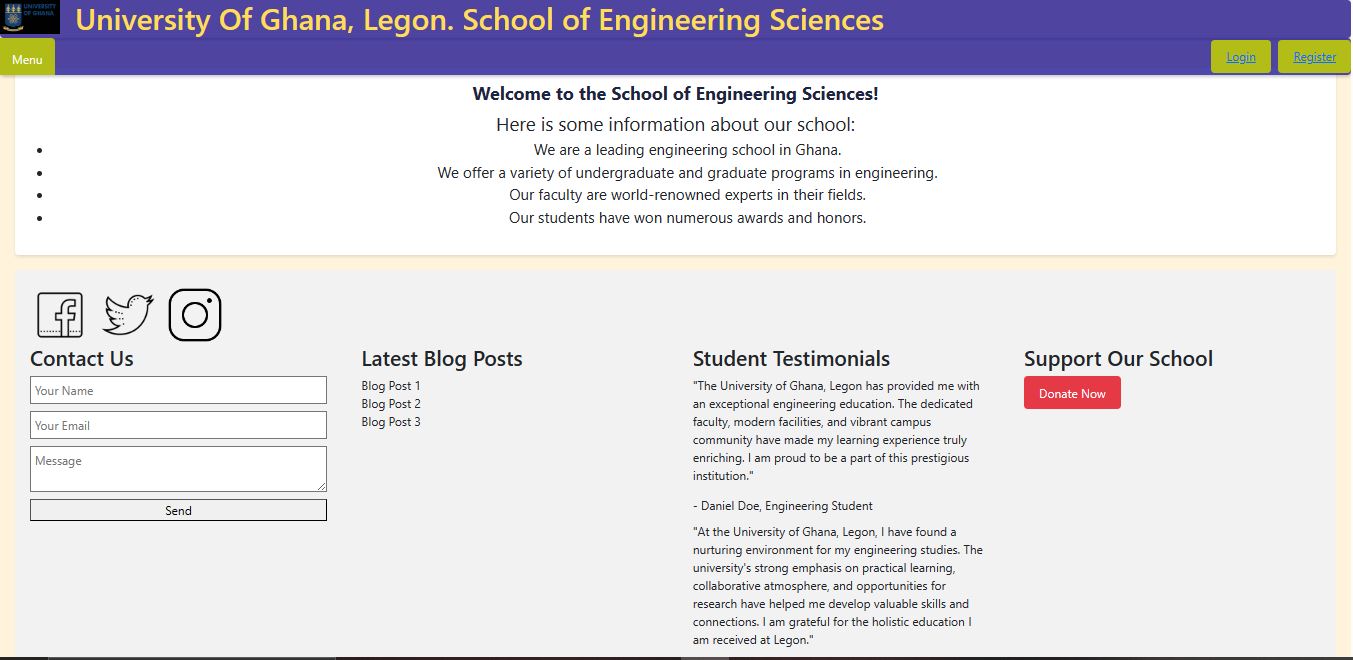 UNIVERSITY
OF GHANA
University Of Ghana, Legon. School of Engineering Sciences
Menu
Login
Register
Welcome to the School of Engineering Sciences!
Here is some information about our school:
We are a leading engineering school in Ghana.
We offer a variety of undergraduate and graduate programs in engineering.
Our faculty are world-renowned experts in their fields.
Our students have won numerous awards and honors.
Contact Us
Your Name
Your Email
Message
Send
Latest Blog Posts
Blog Post 1
Blog Post 2
Blog Post 3
Student Testimonials
"The University of Ghana, Legon has provided me with
an exceptional engineering education. The dedicated
faculty, modern facilities, and vibrant campus
community have made my learning experience truly
enriching. I am proud to be a part of this prestigious
institution."
- Daniel Doe, Engineering Student
"At the University of Ghana, Legon, I have found a
nurturing environment for my engineering studies. The
university's strong emphasis on practical learning,
collaborative atmosphere, and opportunities for
research have helped me develop valuable skills and
connections. I am grateful for the holistic education I
am received at Legon."
Support Our School
Donate Now